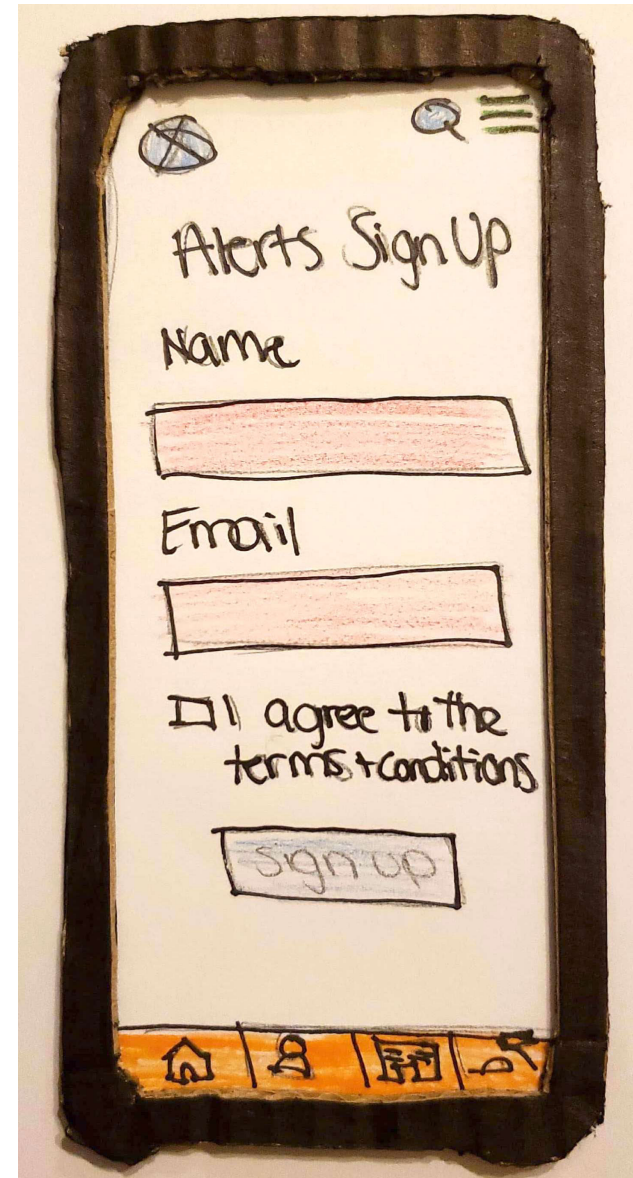 Alerts Sign Up
Name
Email
I agree to the
terms + conditions
sign up